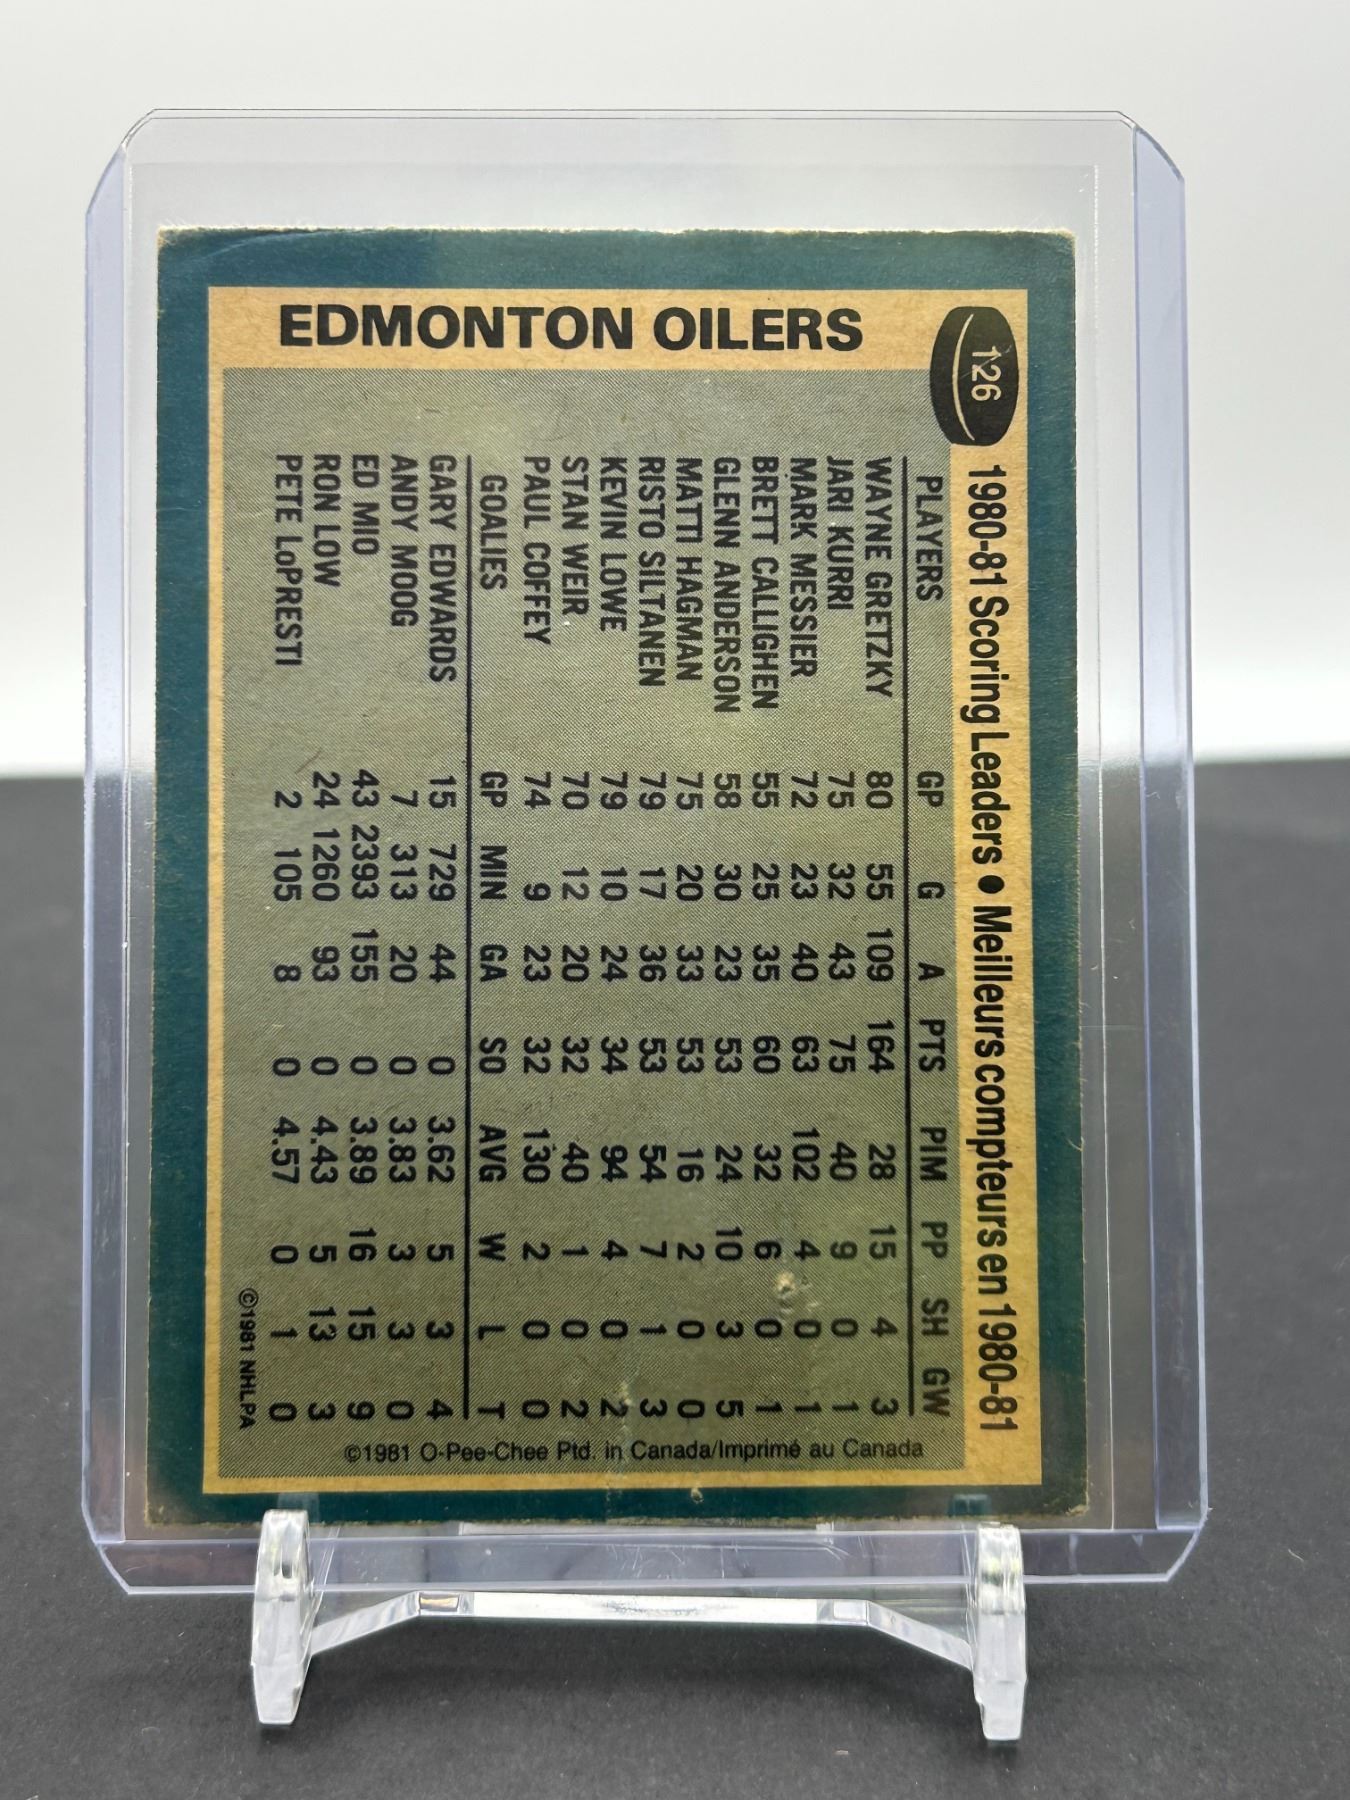 EDMONTON OILERS
126
1980-81 Scoring Leaders • Meilleurs compteurs en 1980-81
PLAYERS GP G A PTS PIM PP SH GW
WAYNE GRETZKY 80 55 109 164 28 15 4 3
JARI KURRI 75 32 43 75 40 9 0 1
MARK MESSIER 72 23 40 63 102 4 0 1
BRETT CALLIGHEN 55 25 35 60 32 6 0 1
GLENN ANDERSON 58 30 23 53 24 10 3 5
MATTI HAGMAN 75 20 33 53 16 2 0 0
RISTO SILTANEN 79 17 36 53 54 7 1 3
KEVIN LOWE 79 10 24 34 94 4 0 2
STAN WEIR 70 12 20 32 40 1 0 2
PAUL COFFEY 74 9 23 32 130 2 0 0
GOALIES GP MIN GA SO AVG W L T
GARY EDWARDS 15 729 44 0 3.62 5 3 4
ANDY MOOG 7 313 20 0 3.83 3 3 0
ED MIO 43 2393 155 0 3.89 16 15 9
RON LOW 24 1260 93 0 4.43 5 13 3
PETE LoPRESTI 2 105 8 0 4.57 0 1 0
©1981 NHLPA
©1981 O-Pee-Chee Ptd. in Canada/Imprimé au Canada